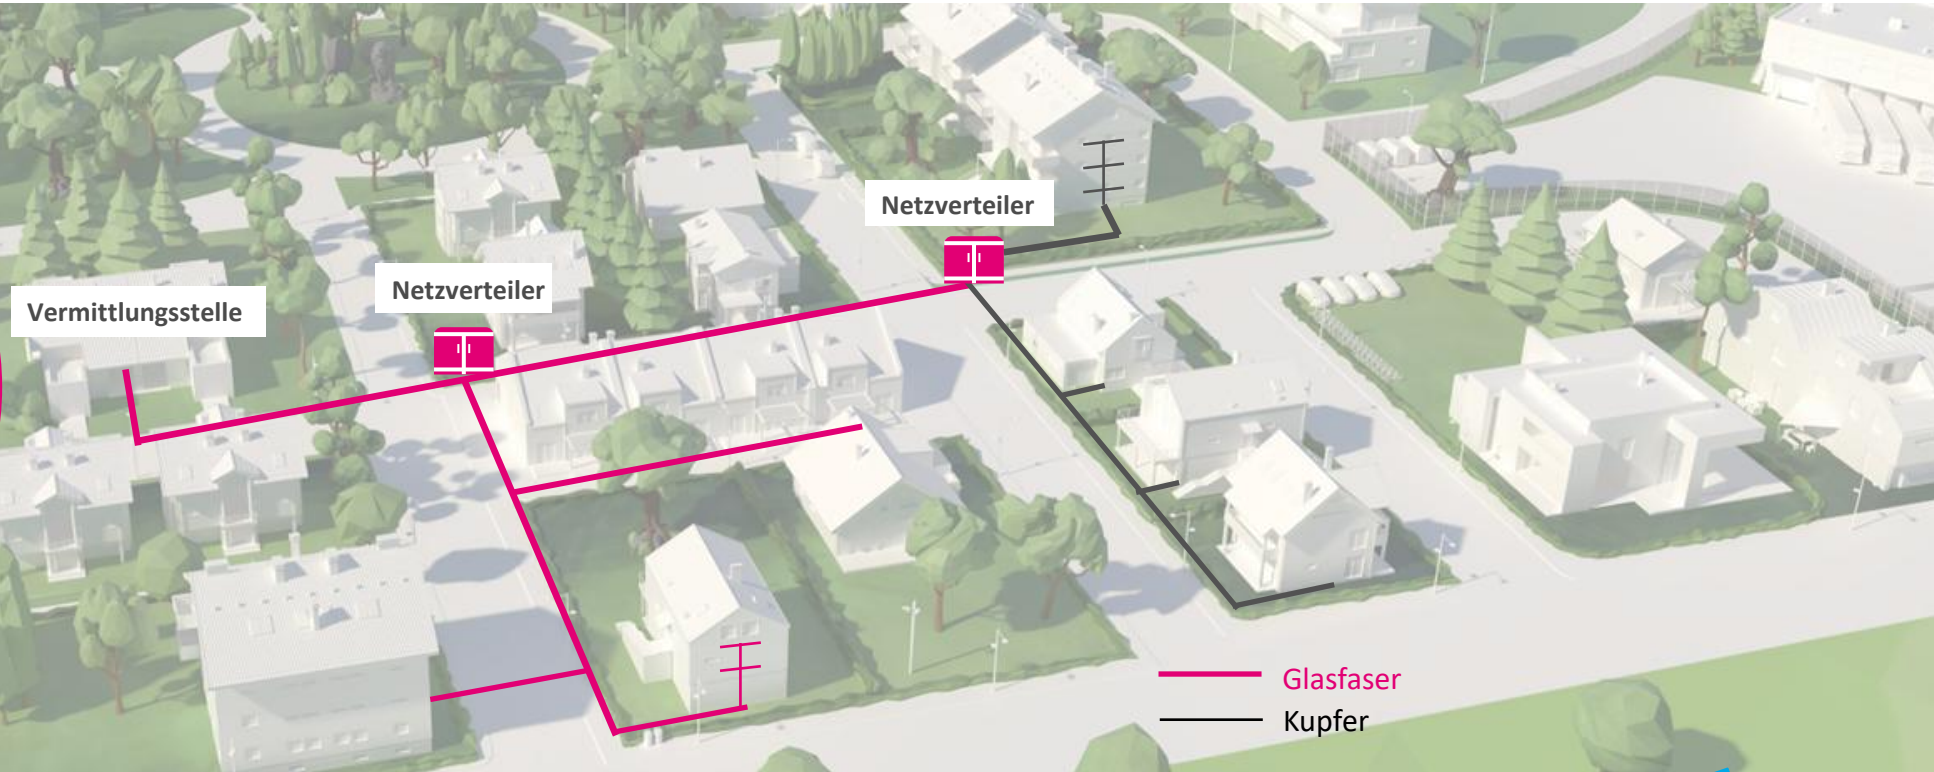 Netzverteiler
Netzverteiler
Vermittlungsstelle
Glasfaser
Kupfer